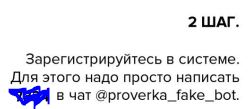 2 ШАГ.
Зарегистрируйтесь в системе.
Для этого надо просто написать
в чат @proverka_fake_bot.